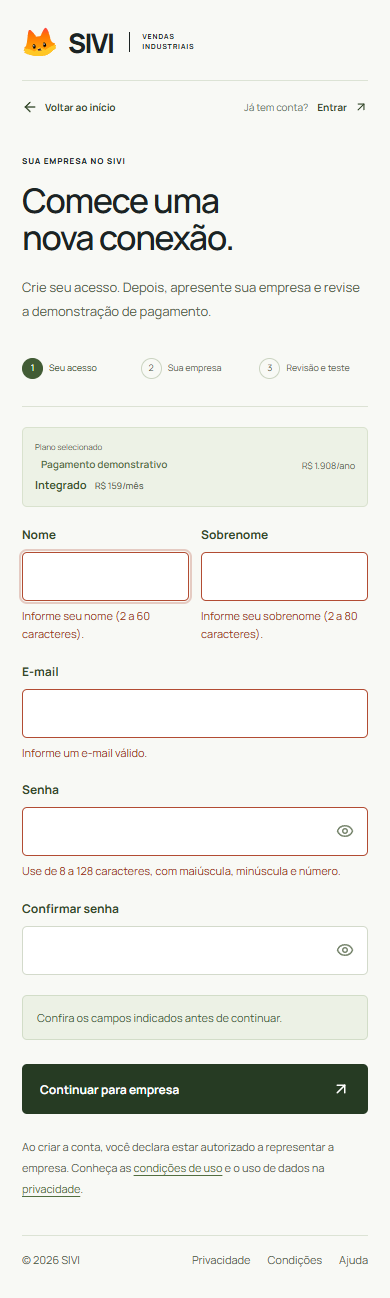 SIVI
VENDAS
INDUSTRIAIS
Voltar ao início
Já tem conta? Entrar
SUA EMPRESA NO SIVI
Comece uma
nova conexão.
Crie seu acesso. Depois, apresente sua empresa e revise
a demonstração de pagamento.
1 Seu acesso
2 Sua empresa
3 Revisão e teste
Plano selecionado
Pagamento demonstrativo
R$ 1.908/ano
Integrado R$ 159/mês
Nome
Sobrenome
Informe seu nome (2 a 60
caracteres).
Informe seu sobrenome (2 a 80
caracteres).
E-mail
Informe um e-mail válido.
Senha
Use de 8 a 128 caracteres, com maiúscula, minúscula e número.
Confirmar senha
Confira os campos indicados antes de continuar.
Continuar para empresa
Ao criar a conta, você declara estar autorizado a representar a
empresa. Conheça as condições de uso e o uso de dados na
privacidade.
© 2026 SIVI
Privacidade Condições Ajuda